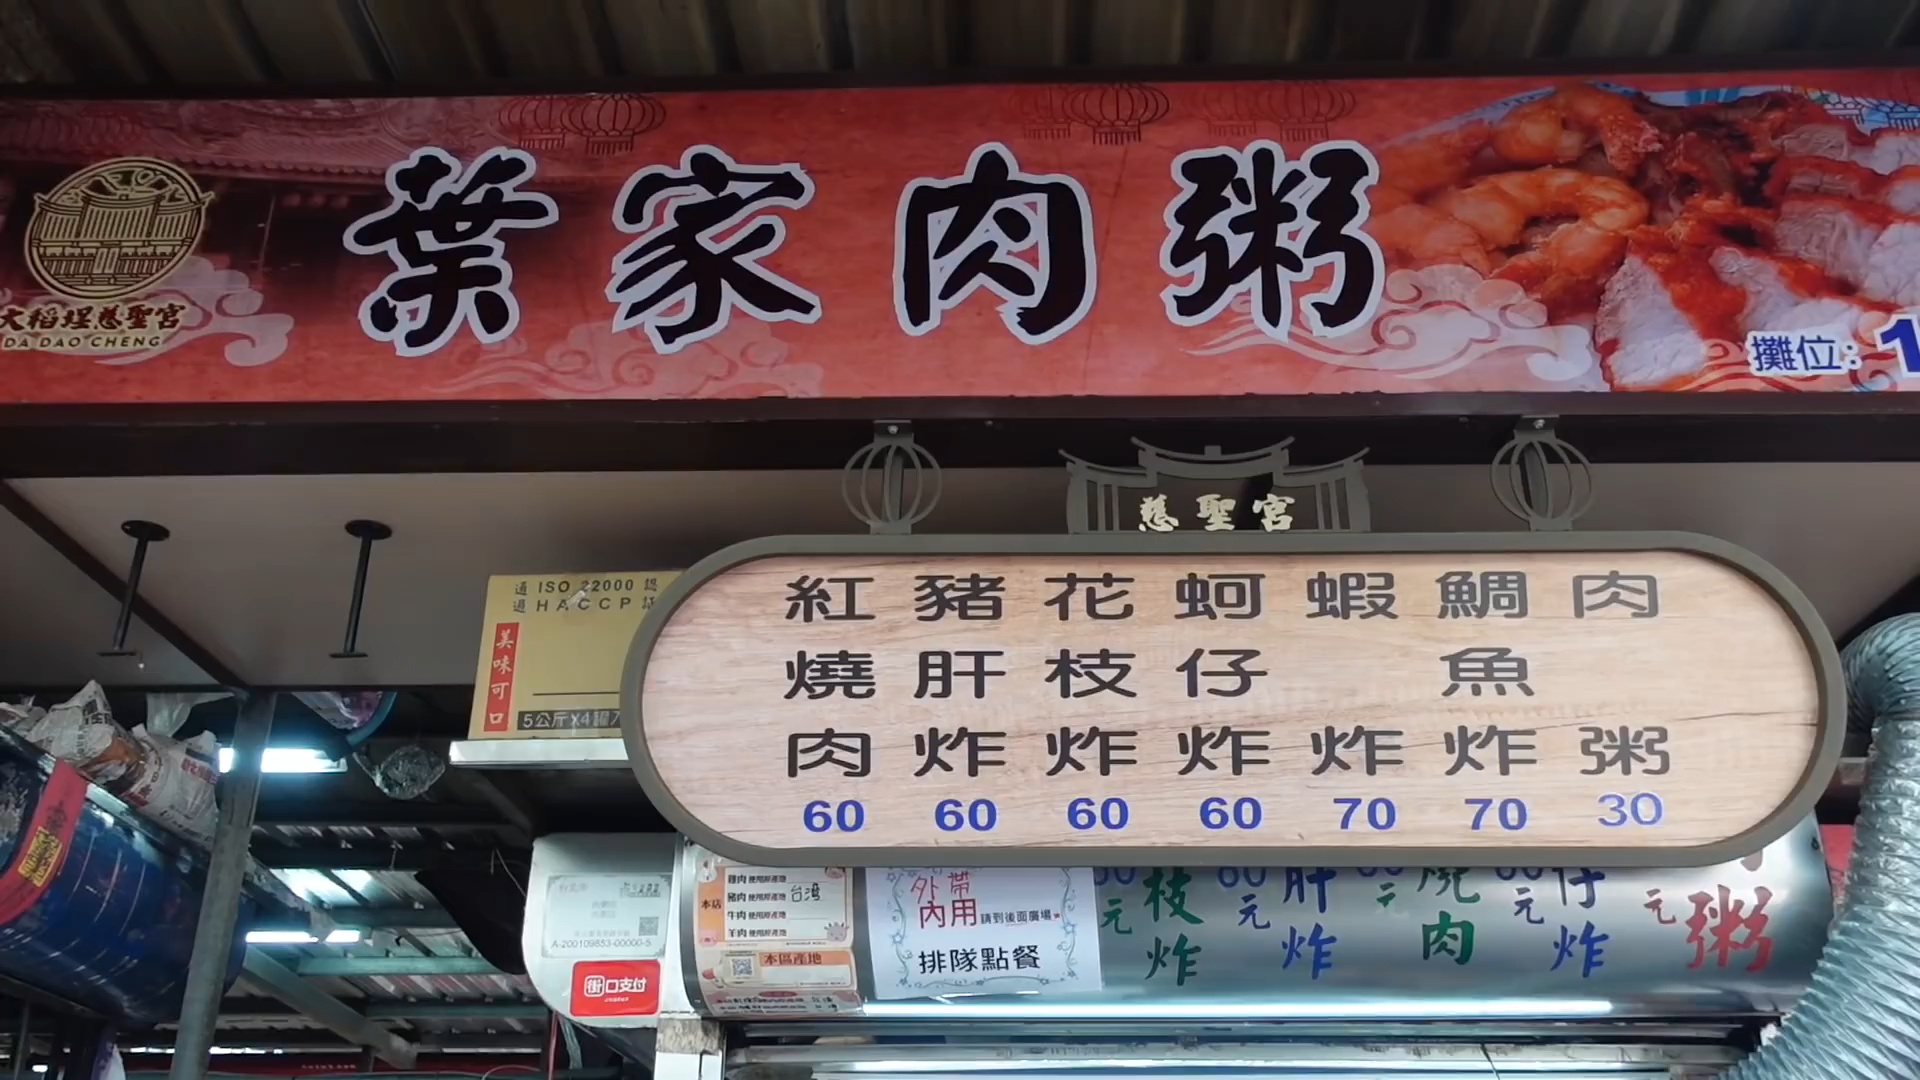 葉家肉粥
大稻埕慈聖宮
DA DAO CHENG
攤位：1
慈聖宮
紅燒肉 60
豬肝炸 60
花枝炸 60
蚵仔炸 60
蝦炸 70
鯛魚炸 70
肉粥 30
通過 ISO 22000
HACCP
美味可口
5公斤X4罐
A-200109653-00000-5
街口支付
本店
雞肉使用原產地
豬肉使用原產地 台灣
牛肉使用原產地
羊肉使用原產地
本區產地
外帶
內用 請到後面廣場
排隊點餐
元 枝炸
元 肝炸
元 燒肉
元 仔炸
元 粥